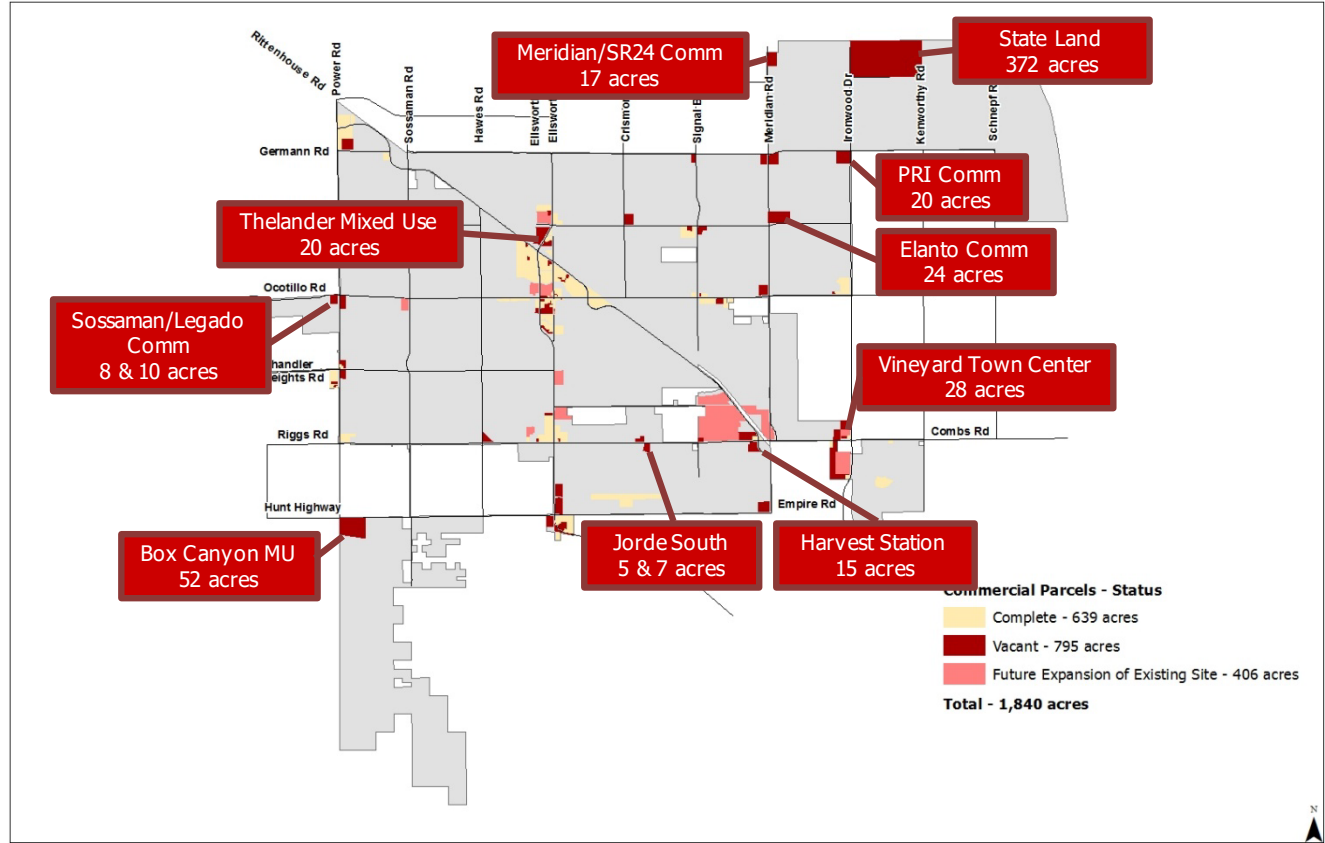 Meridian/SR24 Comm
17 acres
State Land
372 acres
Rittenhouse Rd
Power Rd
Sossaman Rd
Hawes Rd
Ellsworth
Crismon
Signal B
Meridian Rd
Ironwood Dr
Kenworthy Rd
Schnepf R
Germann Rd
PRI Comm
20 acres
Thelander Mixed Use
20 acres
Elanto Comm
24 acres
Ocotillo Rd
Sossaman/Legado
Comm
8 & 10 acres
handler
eights Rd
Vineyard Town Center
28 acres
Riggs Rd
Combs Rd
Hunt Highway
Empire Rd
Box Canyon MU
52 acres
Jorde South
5 & 7 acres
Harvest Station
15 acres
Commercial Parcels - Status
Complete - 639 acres
Vacant - 795 acres
Future Expansion of Existing Site - 406 acres
Total - 1,840 acres
N